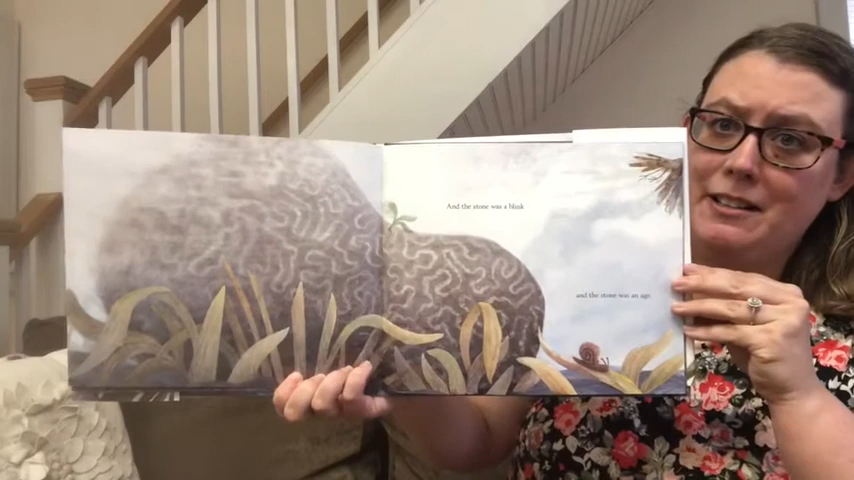 And the stone was a blink
and the stone was an age.